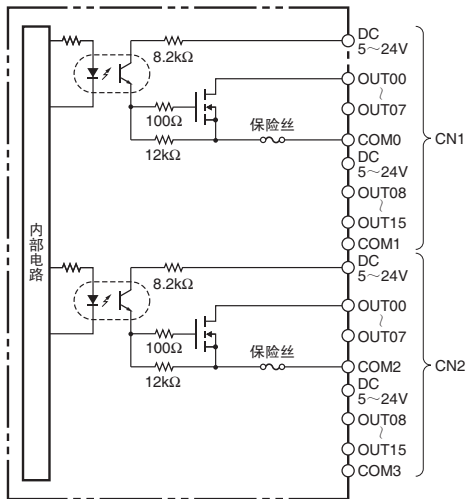 DC
5～24V
8.2kΩ
OUT00
～
OUT07
100Ω
保险丝
COM0
CN1
12kΩ
DC
5～24V
OUT08
～
OUT15
内部电路
COM1
DC
5～24V
8.2kΩ
OUT00
～
OUT07
100Ω
保险丝
COM2
CN2
12kΩ
DC
5～24V
OUT08
～
OUT15
COM3